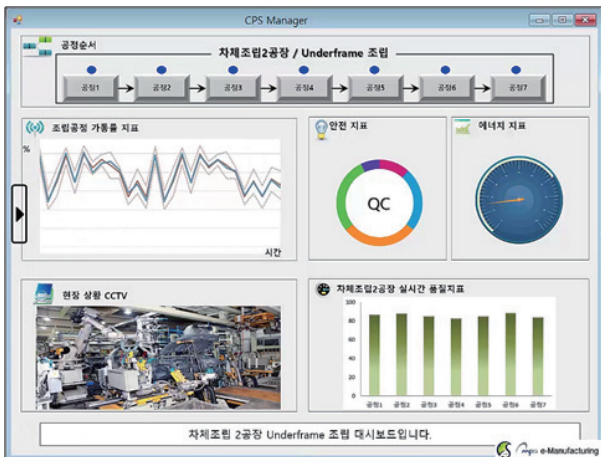 CPS Manager
공정순서
차체조립2공장 / Underframe 조립
공정1 공정2 공정3 공정4 공정5 공정6 공정7
조립공정 가동률 지표
%
시간
안전 지표
QC
에너지 지표
현장 상황 CCTV
차체조립2공장 실시간 품질지표
100
80
60
40
20
0
공정1 공정2 공정3 공정4 공정5 공정6 공정7
차체조립 2공장 Underframe 조립 대시보드입니다.
e-Manufacturing